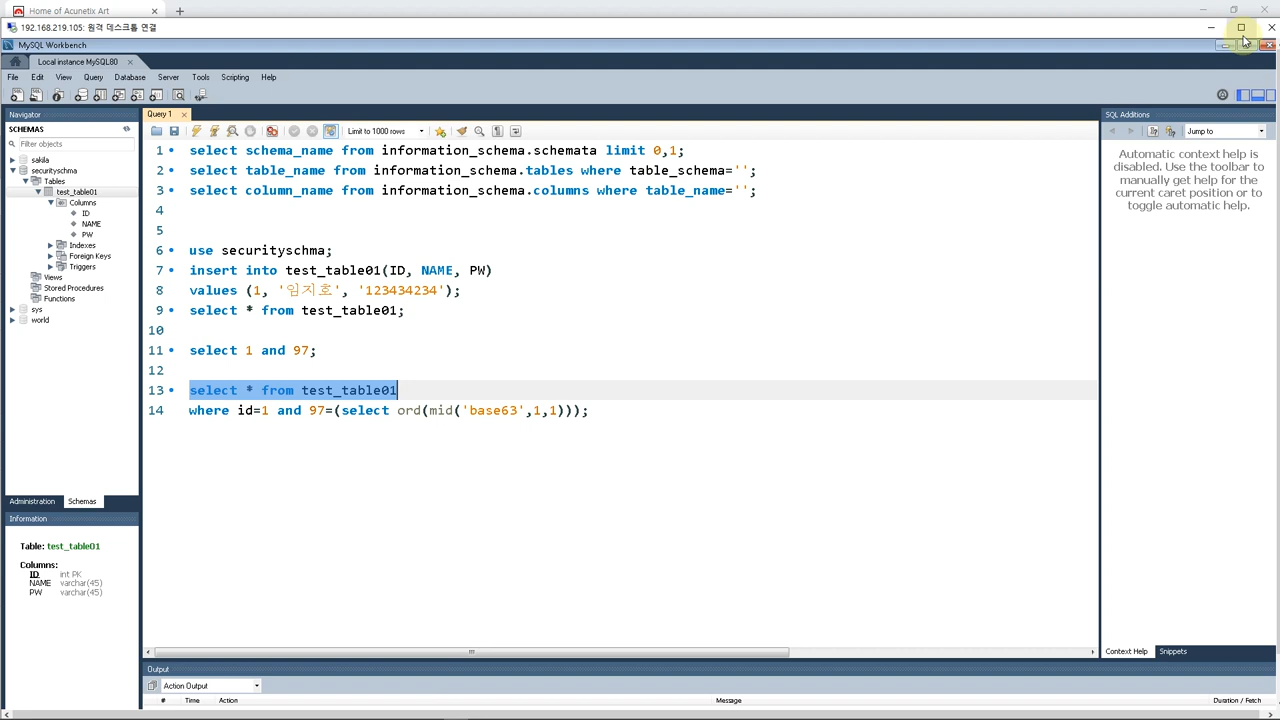 Home of Acunetix Art
192.168.219.105: 원격 데스크톱 연결
MySQL Workbench
Local instance MySQL80
File Edit View Query Database Server Tools Scripting Help
Navigator
SCHEMAS
Filter objects
sakila
securityschma
Tables
test_table01
Columns
ID
NAME
PW
Indexes
Foreign Keys
Triggers
Views
Stored Procedures
Functions
sys
world
Administration Schemas
Information
Table: test_table01
Columns:
ID int PK
NAME varchar(45)
PW varchar(45)
Query 1
Limit to 1000 rows
1 select schema_name from information_schema.schemata limit 0,1;
2 select table_name from information_schema.tables where table_schema='';
3 select column_name from information_schema.columns where table_name='';
4
5
6 use securityschma;
7 insert into test_table01(ID, NAME, PW)
8 values (1, '임지호', '123434234');
9 select * from test_table01;
10
11 select 1 and 97;
12
13 select * from test_table01
14 where id=1 and 97=(select ord(mid('base63',1,1)));
Output
Action Output
# Time Action Message Duration / Fetch
SQL Additions
Jump to
Automatic context help is
disabled. Use the toolbar to
manually get help for the
current caret position or to
toggle automatic help.
Context Help Snippets